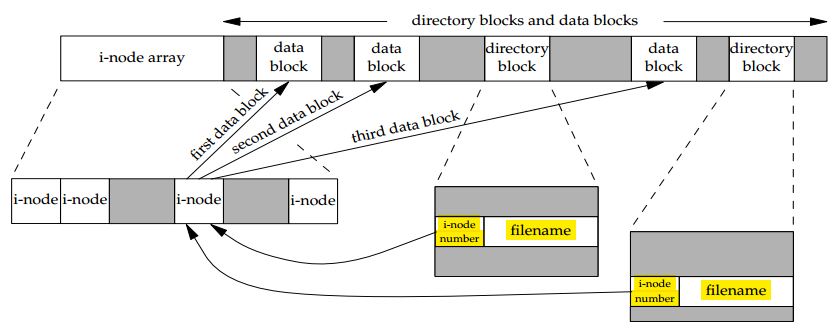 directory blocks and data blocks
i-node array
data
block
data
block
directory
block
data
block
directory
block
first data block
second data block
third data block
i-node
i-node
i-node
i-node
i-node
number
filename
i-node
number
filename